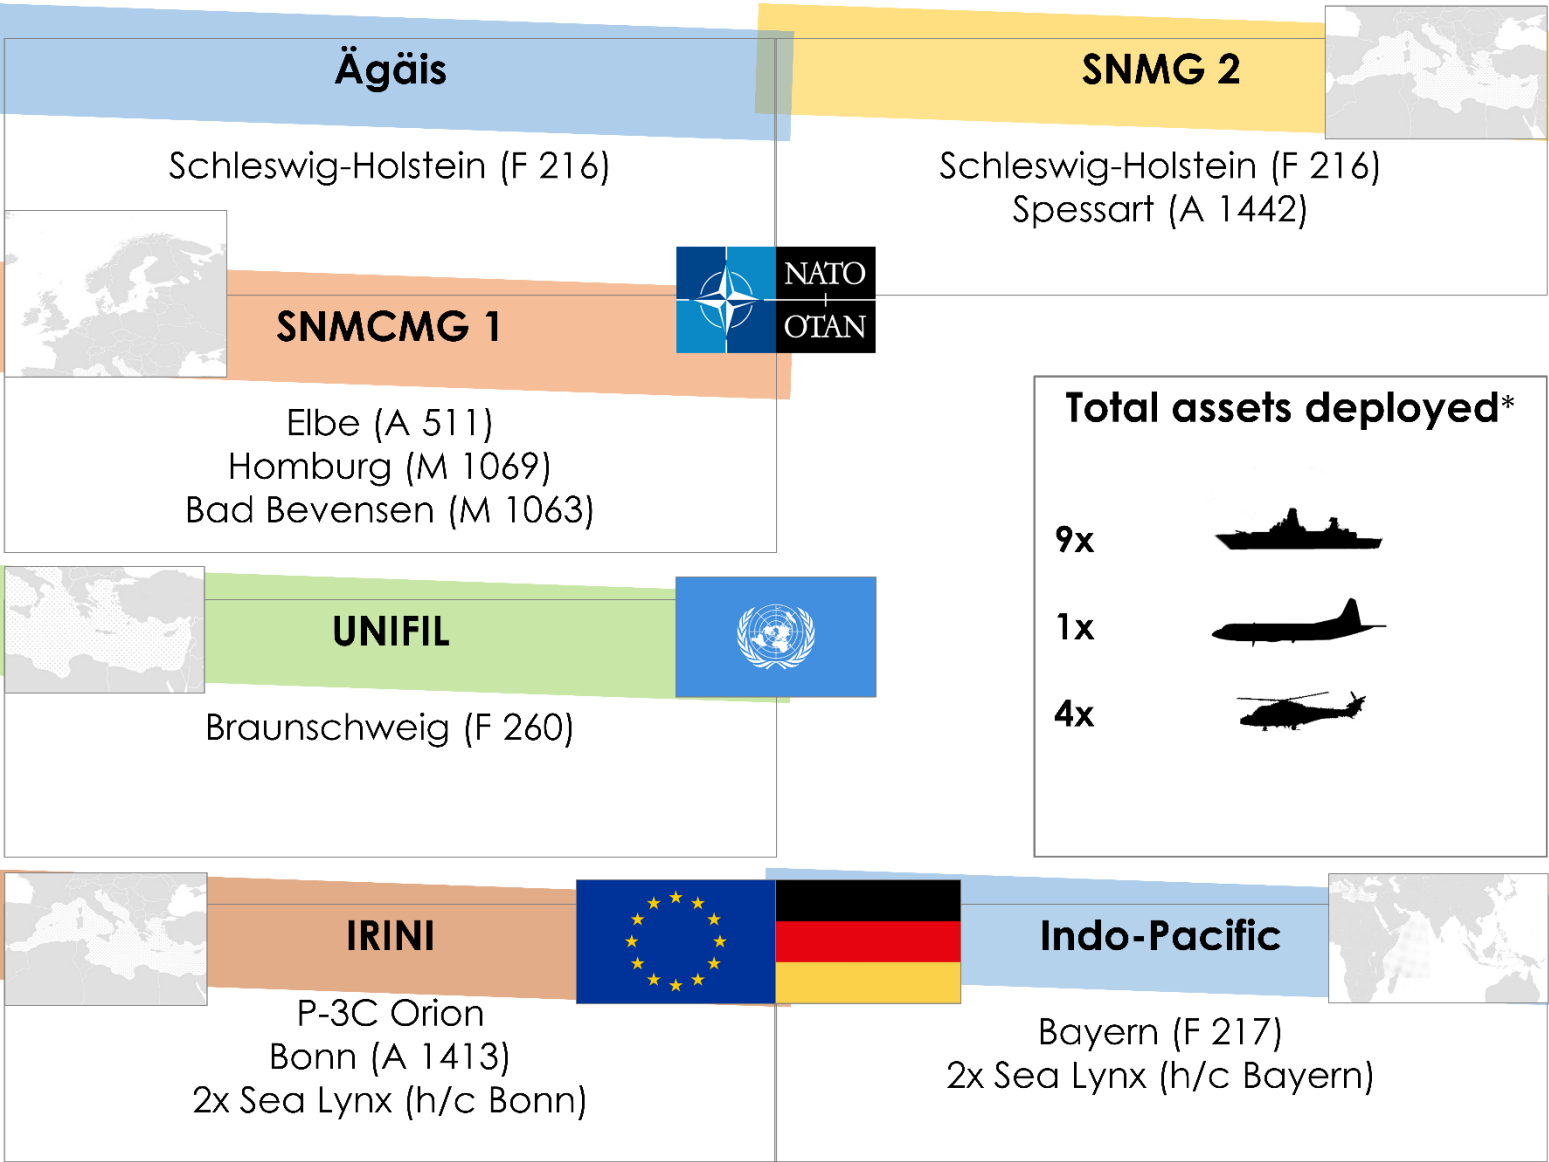 Ägäis
Schleswig-Holstein (F 216)
SNMG 2
Schleswig-Holstein (F 216)
Spessart (A 1442)
NATO
OTAN
SNMCMG 1
Elbe (A 511)
Homburg (M 1069)
Bad Bevensen (M 1063)
Total assets deployed*
9x
1x
4x
UNIFIL
Braunschweig (F 260)
IRINI
P-3C Orion
Bonn (A 1413)
2x Sea Lynx (h/c Bonn)
Indo-Pacific
Bayern (F 217)
2x Sea Lynx (h/c Bayern)